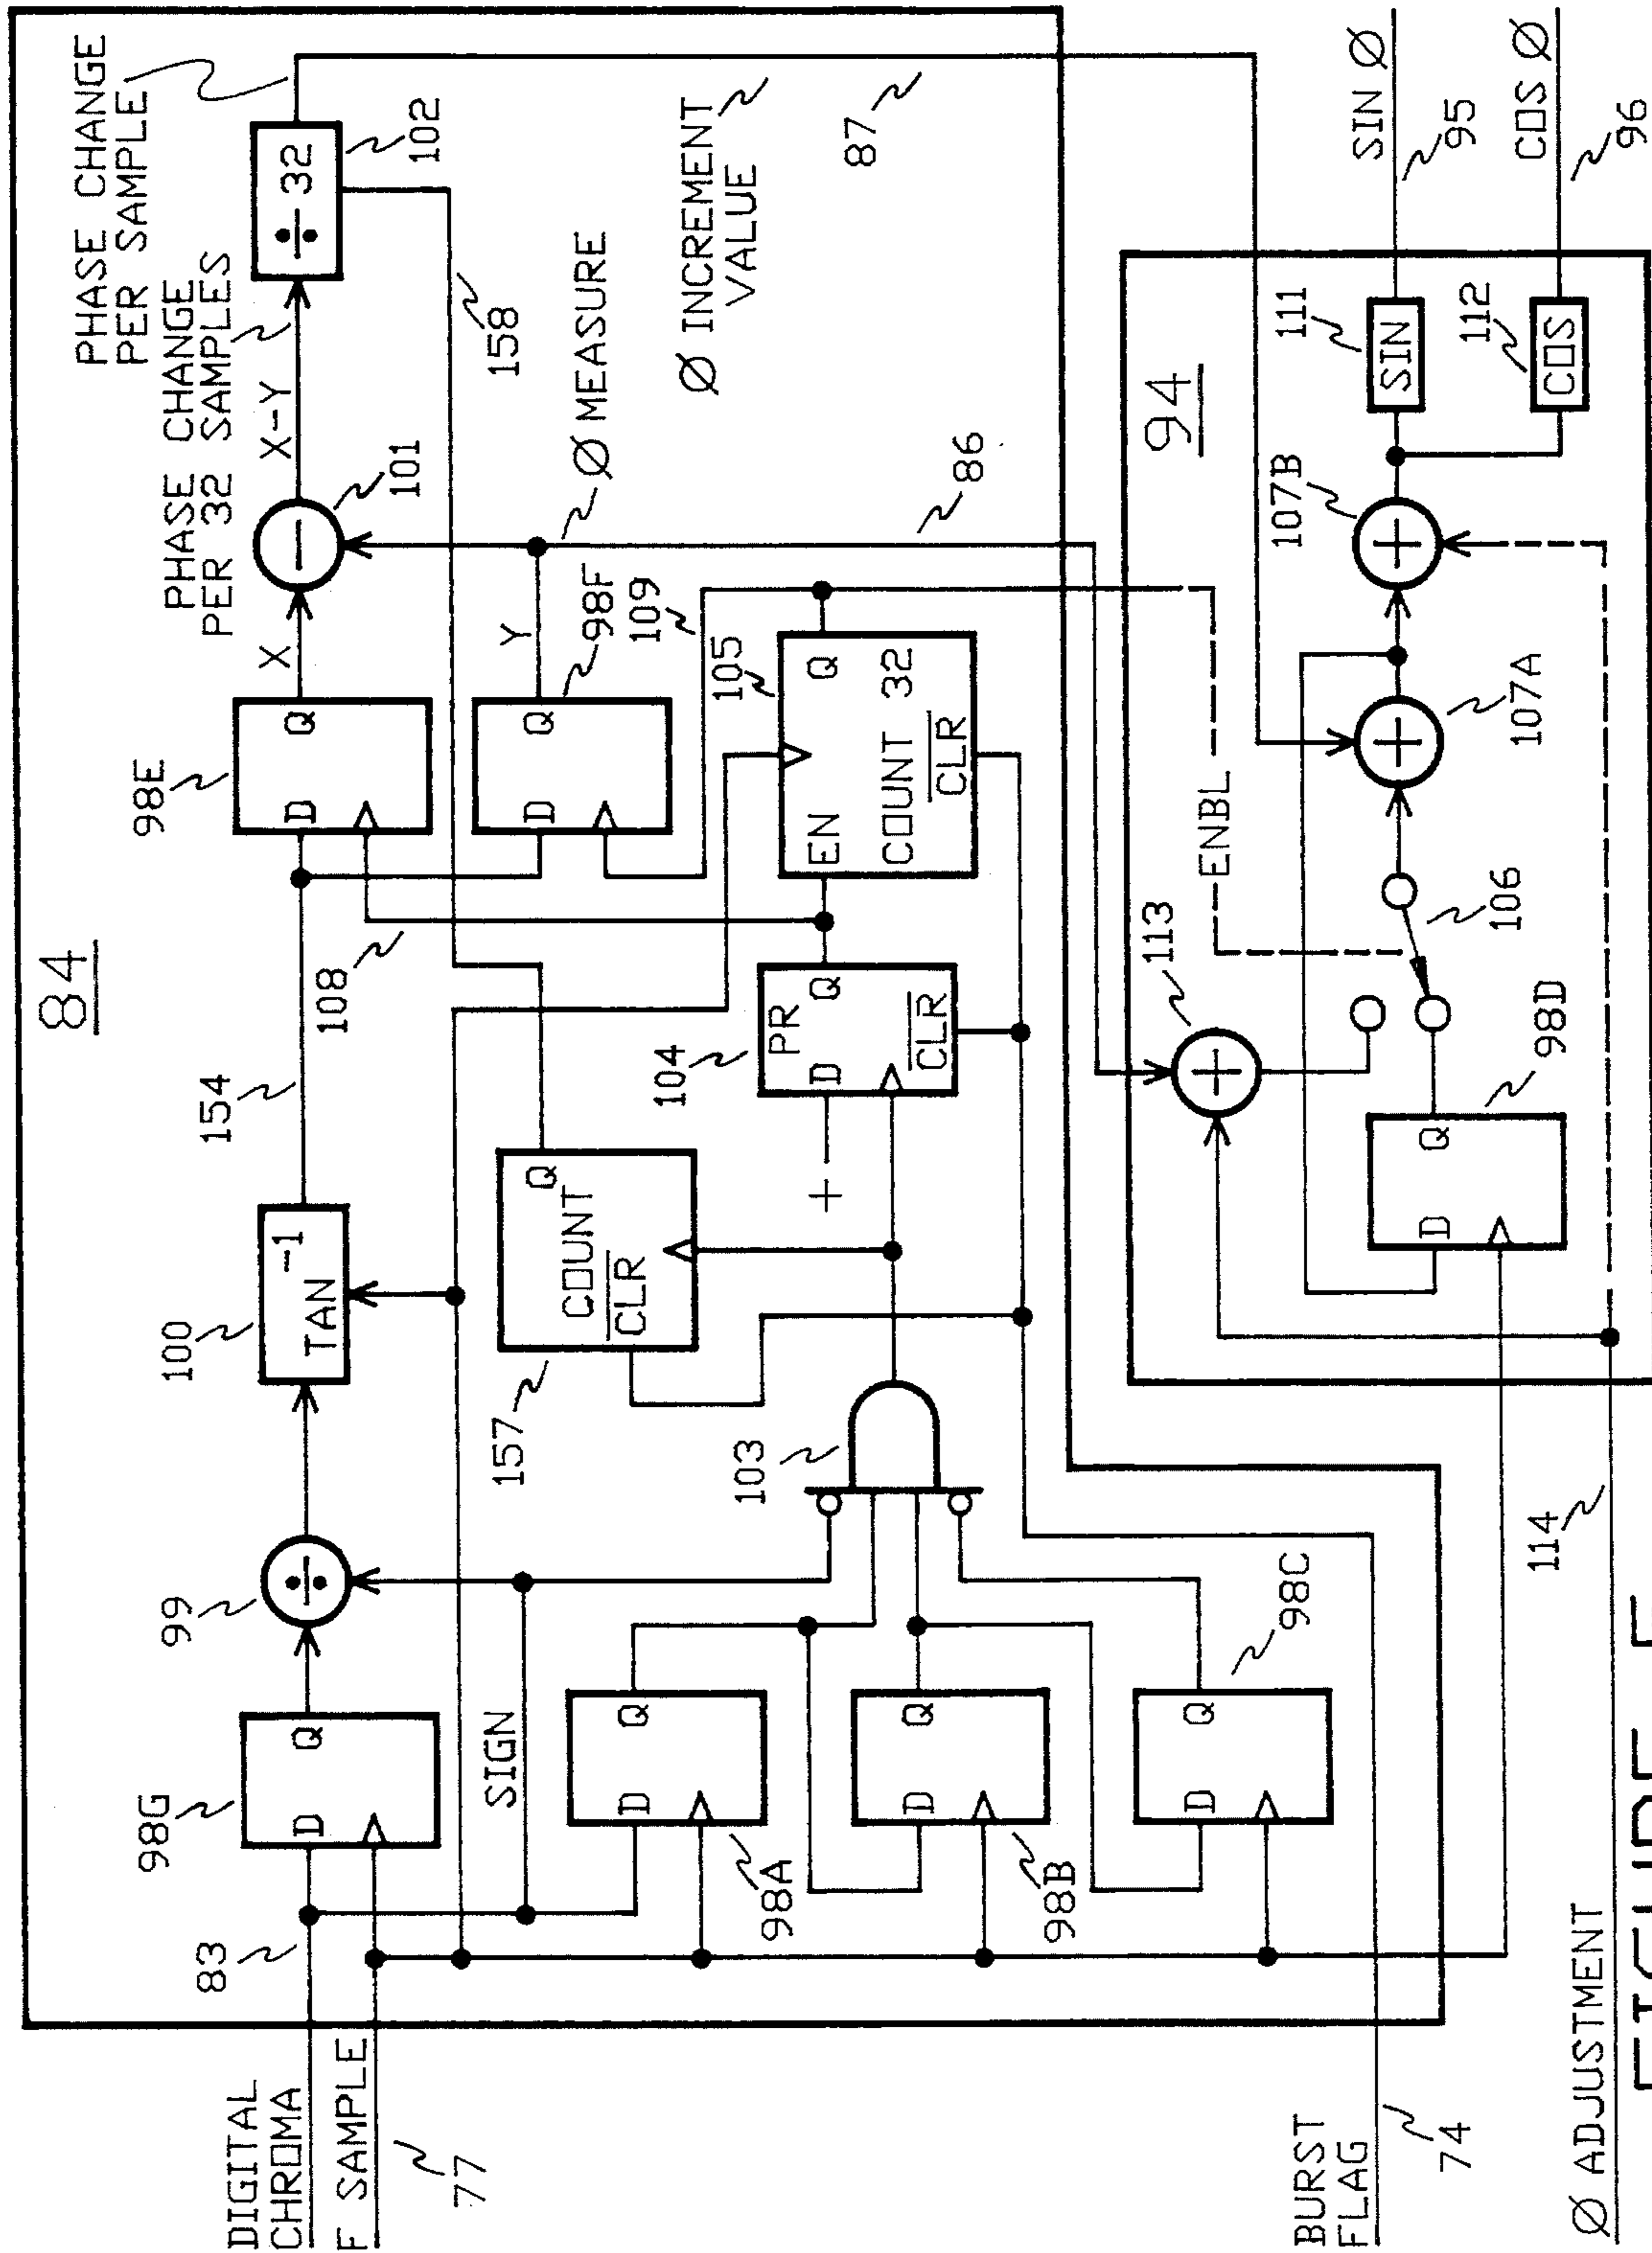 84
PHASE CHANGE
PER SAMPLE
PHASE CHANGE
PER 32 SAMPLES
X
X-Y
÷ 32
102
158
101
98E
D
Q
154
TAN -1
100
99
÷
98G
D
Q
83
DIGITAL
CHROMA
F SAMPLE
77
SIGN
108
98F
D
Q
Y
Ø MEASURE
Ø INCREMENT
VALUE
87
86
109
105
EN
Q
COUNT 32
CLR
104
PR
D
Q
CLR
+
157
COUNT
Q
CLR
103
98A
D
Q
98B
D
Q
98C
D
Q
BURST
FLAG
74
94
113
ENBL
106
107A
107B
111
SIN
112
COS
SIN Ø
95
COS Ø
96
98D
D
Q
114
Ø ADJUSTMENT